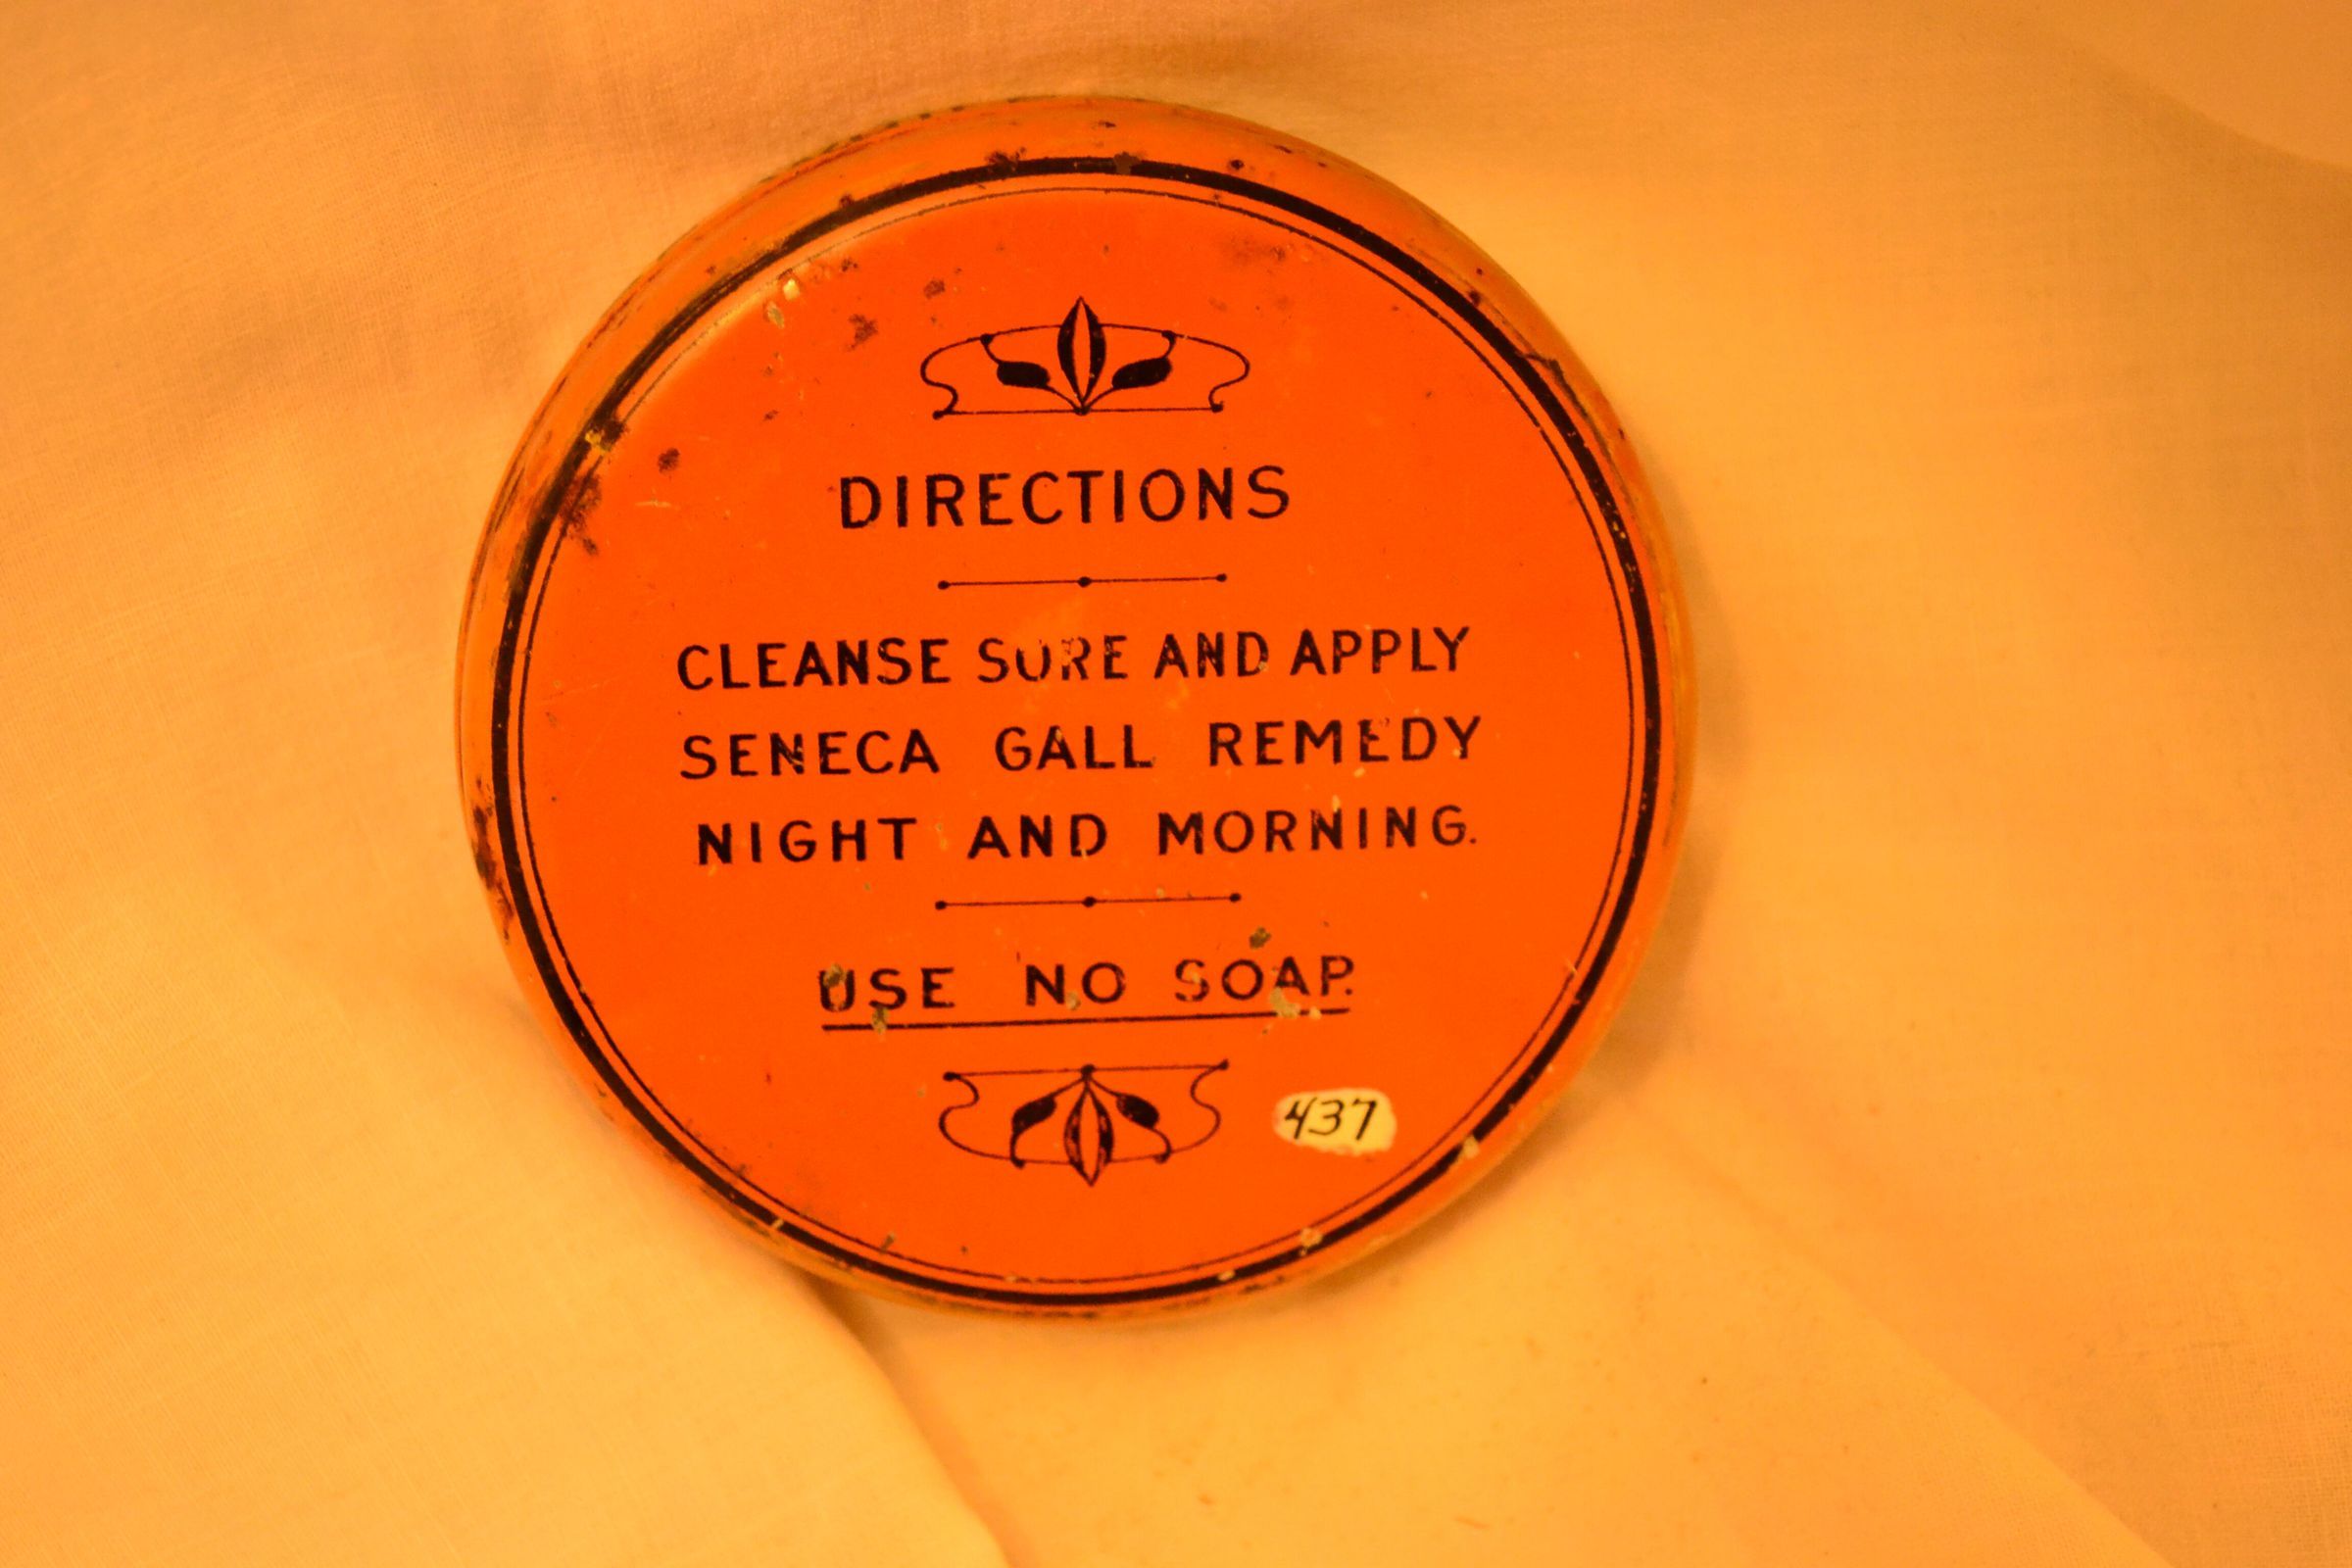 DIRECTIONS
CLEANSE SORE AND APPLY
SENECA GALL REMEDY
NIGHT AND MORNING.
USE NO SOAP.
437